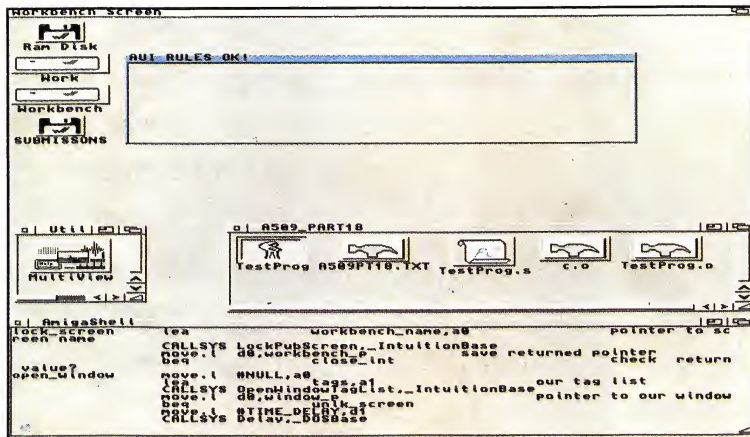 Workbench Screen
Ram Disk
Work
Workbench
SUBMISSONS
AUI RULES OK!
Util
MultiView
A509_PART18
TestProg A509PT18.TXT TestProg.s c.o TestProg.o
AmigaShell
lock_screen lea workbench_name,a0 pointer to sc
reen name
CALLSYS LockPubScreen,_IntuitionBase
move.l d0,workbench_p save returned pointer
beq close_int check return
value?
open_window move.l #NULL,a0
lea tags,a1 our tag list
CALLSYS OpenWindowTagList,_IntuitionBase
move.l d0,window_p pointer to our window
beq unlk_screen
move.l #TIME_DELAY,d1
CALLSYS Delay,_DOSBase